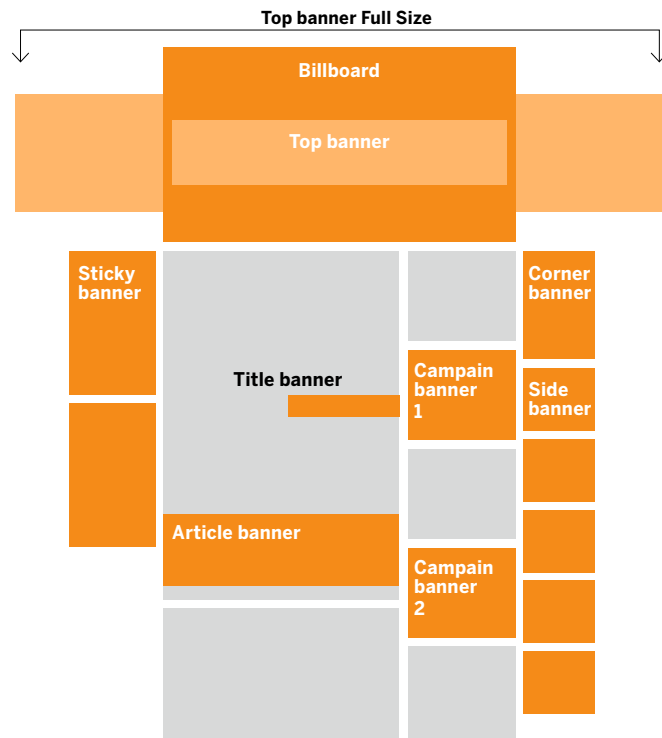 Top banner Full Size
Billboard
Top banner
Sticky
banner
Corner
banner
Title banner
Campain
banner
1
Side
banner
Article banner
Campain
banner
2